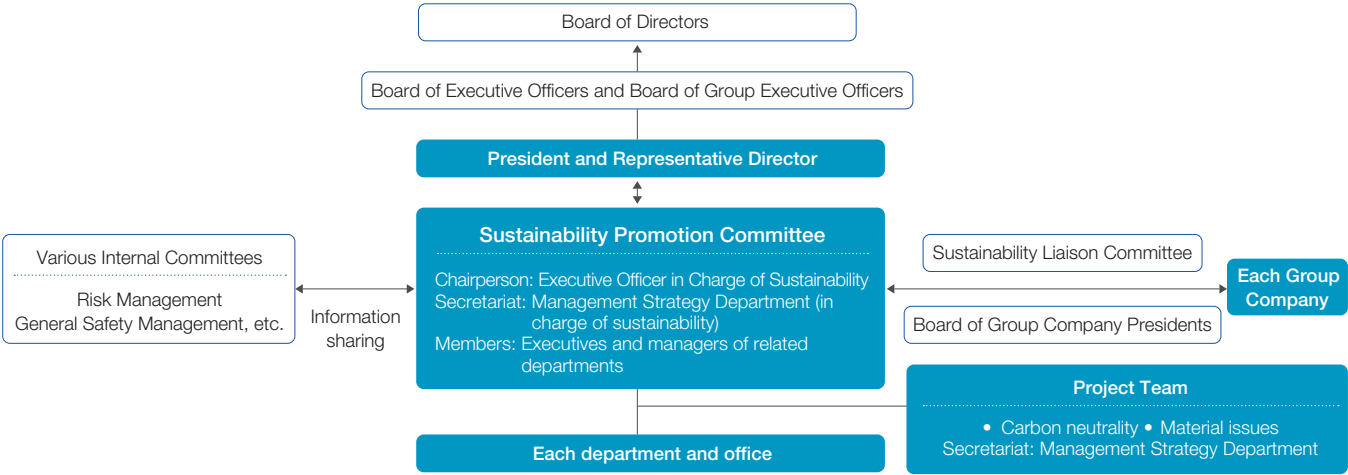 Board of Directors
Board of Executive Officers and Board of Group Executive Officers
President and Representative Director
Sustainability Promotion Committee
Chairperson: Executive Officer in Charge of Sustainability
Secretariat: Management Strategy Department (in
charge of sustainability)
Members: Executives and managers of related
departments
Various Internal Committees
Risk Management
General Safety Management, etc.
Information
sharing
Sustainability Liaison Committee
Board of Group Company Presidents
Each Group
Company
Project Team
• Carbon neutrality • Material issues
Secretariat: Management Strategy Department
Each department and office